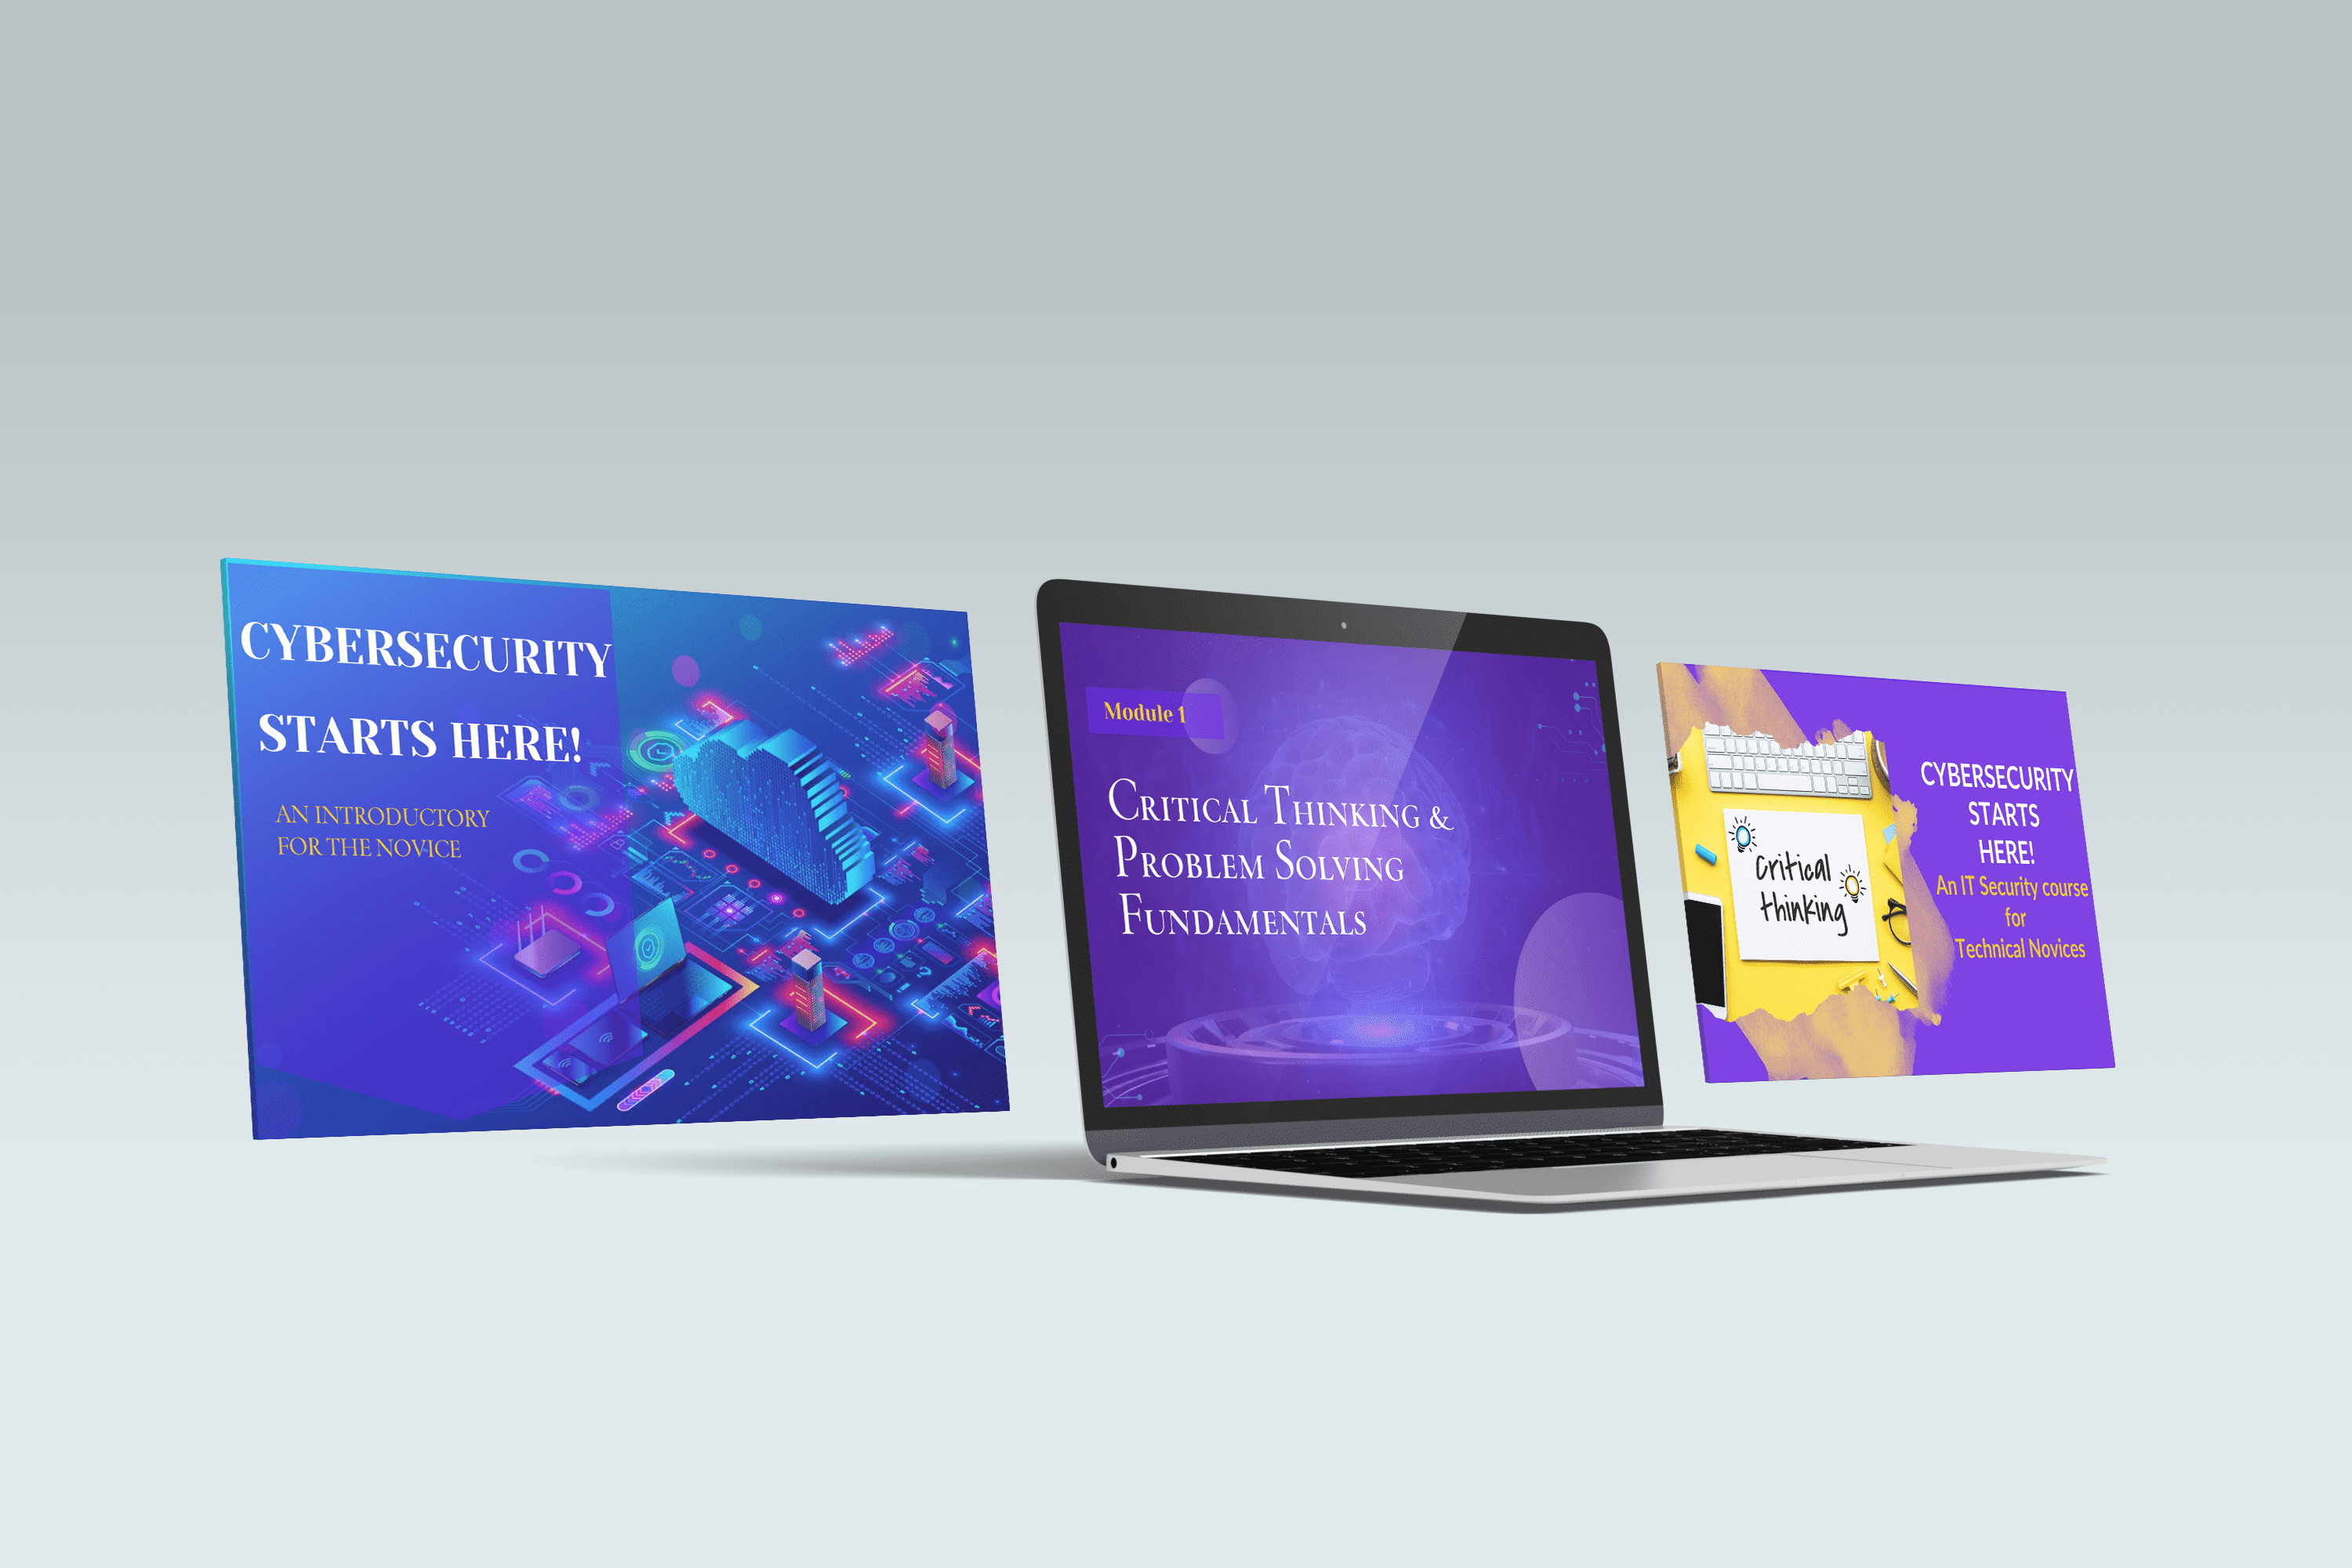 CYBERSECURITY
STARTS HERE!
AN INTRODUCTORY
FOR THE NOVICE
Module 1
CRITICAL THINKING &
PROBLEM SOLVING
FUNDAMENTALS
critical
thinking
CYBERSECURITY
STARTS
HERE!
An IT Security course
for
Technical Novices